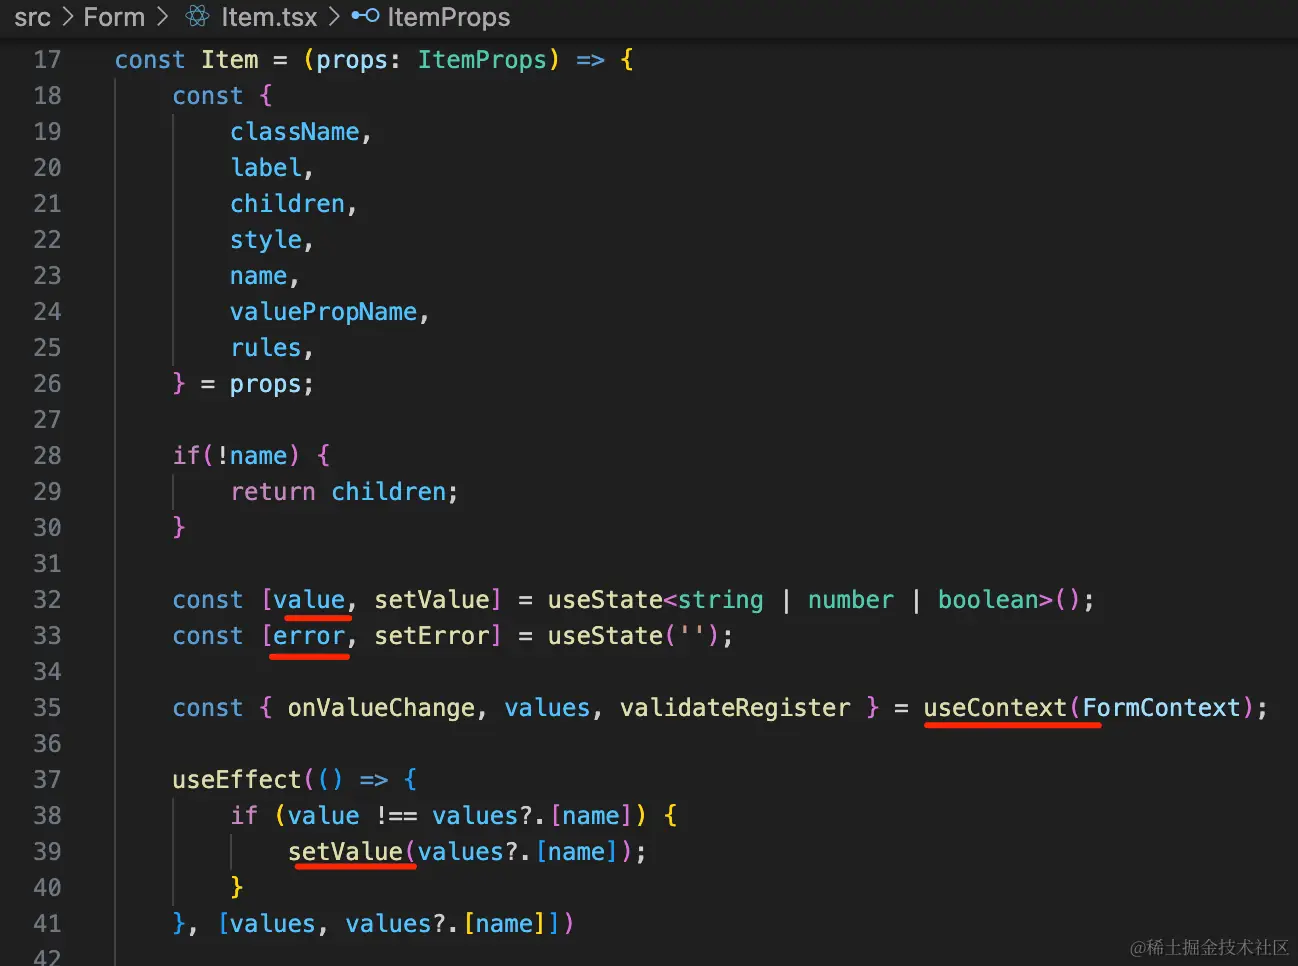 src > Form > Item.tsx > ItemProps
17 const Item = (props: ItemProps) => {
18 const {
19 className,
20 label,
21 children,
22 style,
23 name,
24 valuePropName,
25 rules,
26 } = props;
27
28 if(!name) {
29 return children;
30 }
31
32 const [value, setValue] = useState<string | number | boolean>();
33 const [error, setError] = useState('');
34
35 const { onValueChange, values, validateRegister } = useContext(FormContext);
36
37 useEffect(() => {
38 if (value !== values?.[name]) {
39 setValue(values?.[name]);
40 }
41 }, [values, values?.[name]])
42
@稀土掘金技术社区